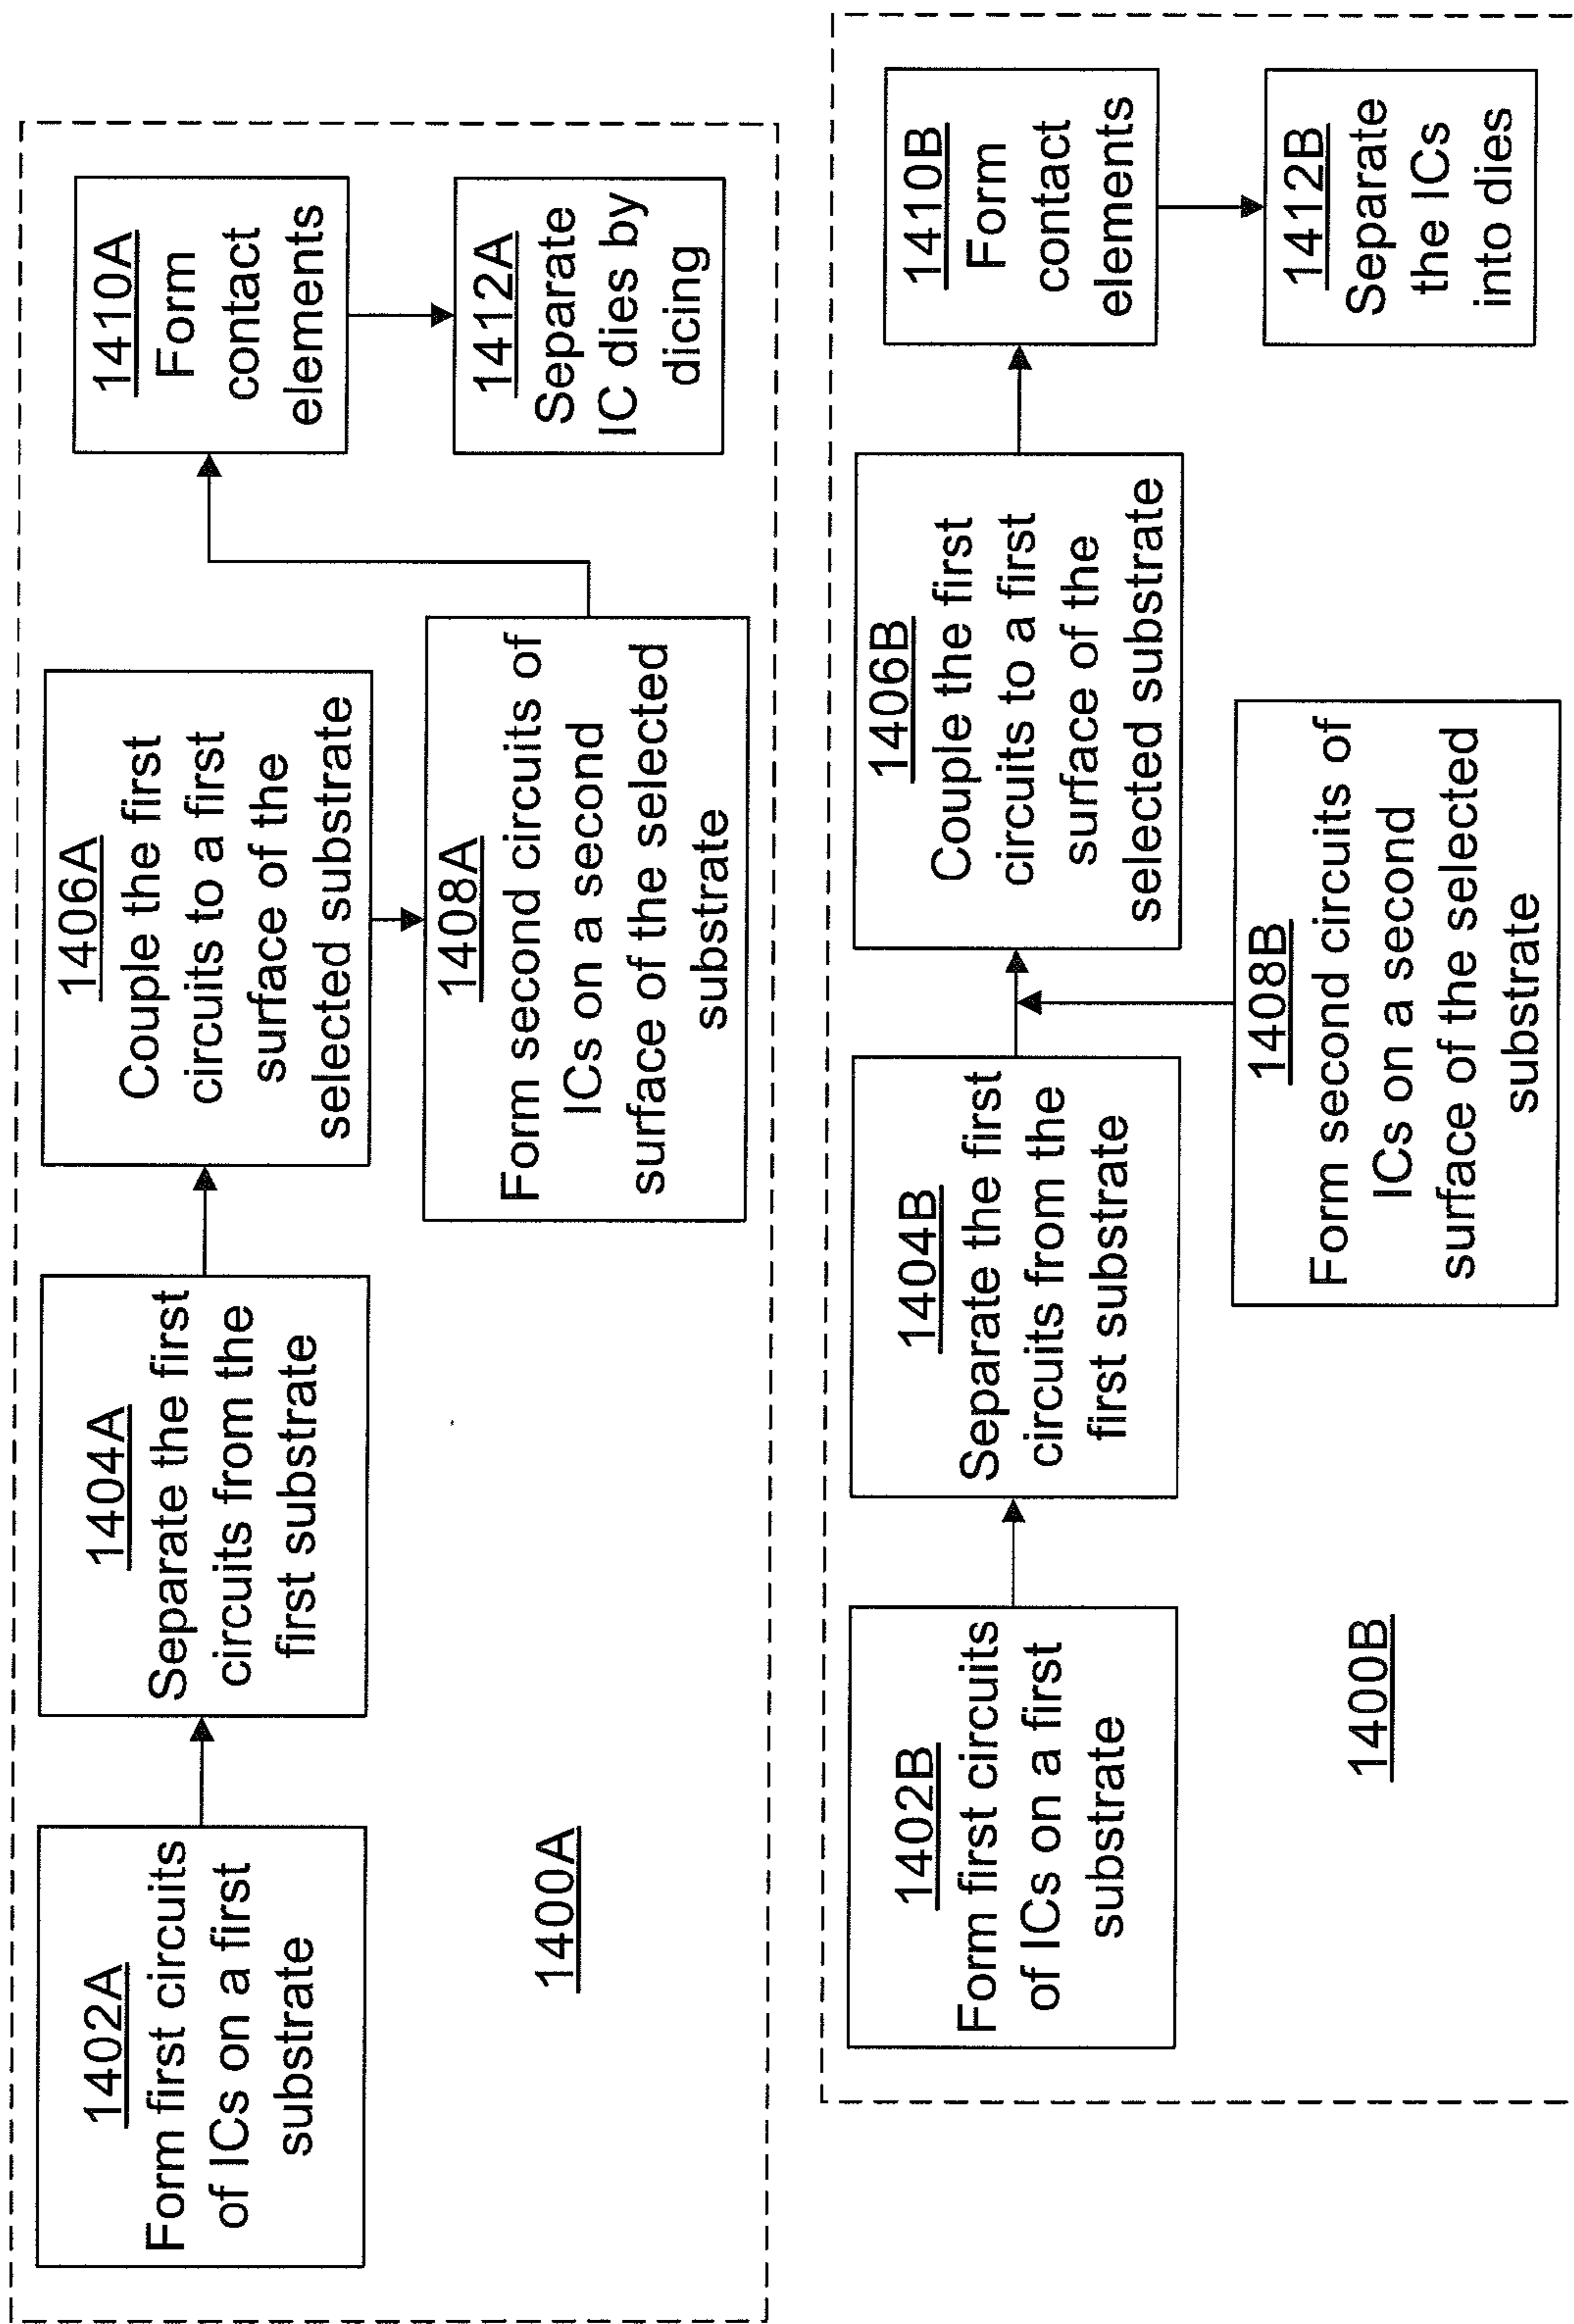 1402A
Form first circuits
of ICs on a first
substrate
1404A
Separate the first
circuits from the
first substrate
1406A
Couple the first
circuits to a first
surface of the
selected substrate
1408A
Form second circuits of
ICs on a second
surface of the selected
substrate
1410A
Form
contact
elements
1412A
Separate
IC dies by
dicing
1400A
1402B
Form first circuits
of ICs on a first
substrate
1404B
Separate the first
circuits from the
first substrate
1406B
Couple the first
circuits to a first
surface of the
selected substrate
1408B
Form second circuits of
ICs on a second
surface of the selected
substrate
1410B
Form
contact
elements
1412B
Separate
the ICs
into dies
1400B